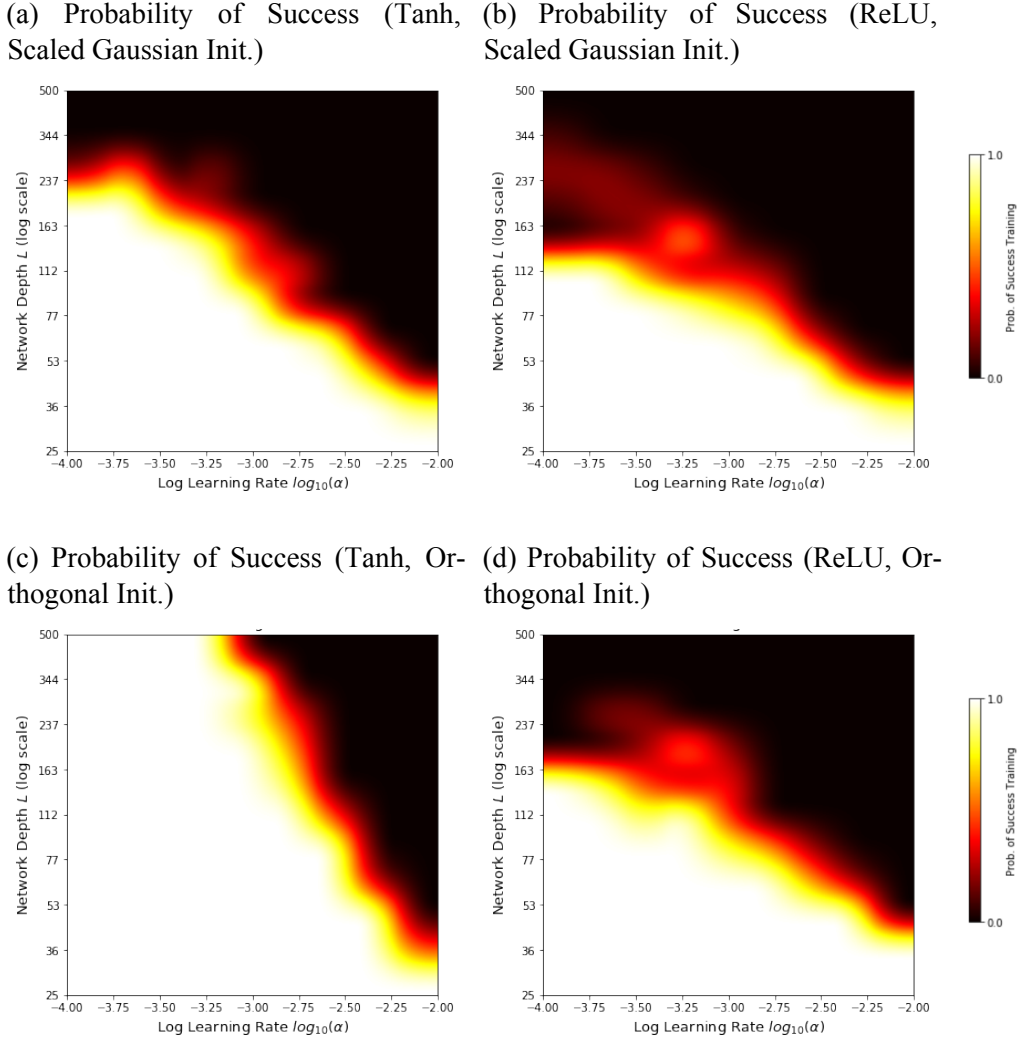 (a) Probability of Success (Tanh, Scaled Gaussian Init.)
(b) Probability of Success (ReLU, Scaled Gaussian Init.)
500
344
237
163
112
77
53
36
25
Network Depth L (log scale)
−4.00 −3.75 −3.50 −3.25 −3.00 −2.75 −2.50 −2.25 −2.00
Log Learning Rate log10(α)
500
344
237
163
112
77
53
36
25
Network Depth L (log scale)
−4.00 −3.75 −3.50 −3.25 −3.00 −2.75 −2.50 −2.25 −2.00
Log Learning Rate log10(α)
1.0
0.0
Prob. of Success Training
(c) Probability of Success (Tanh, Or-
thogonal Init.)
(d) Probability of Success (ReLU, Or-
thogonal Init.)
500
344
237
163
112
77
53
36
25
Network Depth L (log scale)
−4.00 −3.75 −3.50 −3.25 −3.00 −2.75 −2.50 −2.25 −2.00
Log Learning Rate log10(α)
500
344
237
163
112
77
53
36
25
Network Depth L (log scale)
−4.00 −3.75 −3.50 −3.25 −3.00 −2.75 −2.50 −2.25 −2.00
Log Learning Rate log10(α)
1.0
0.0
Prob. of Success Training